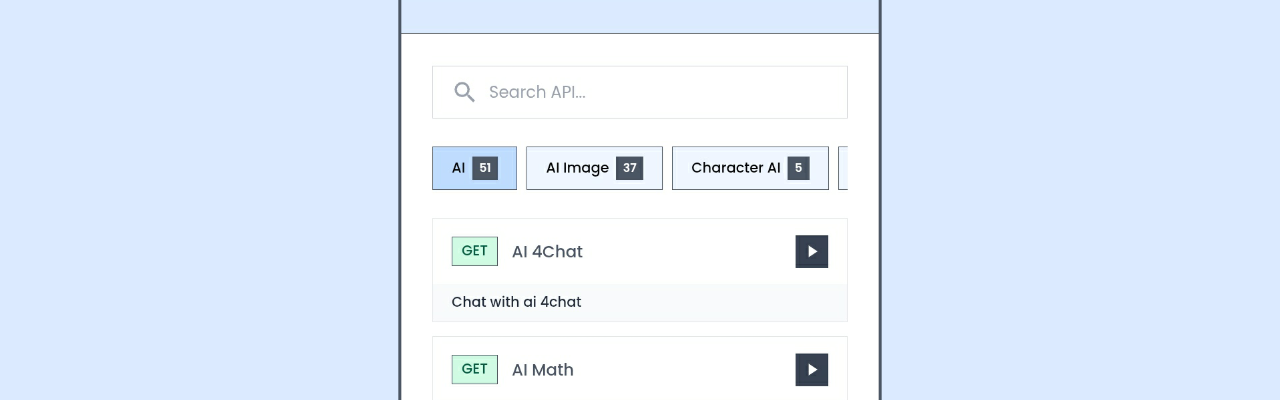 Search API...
AI 51 AI Image 37 Character AI 5
GET AI 4Chat
Chat with ai 4chat
GET AI Math